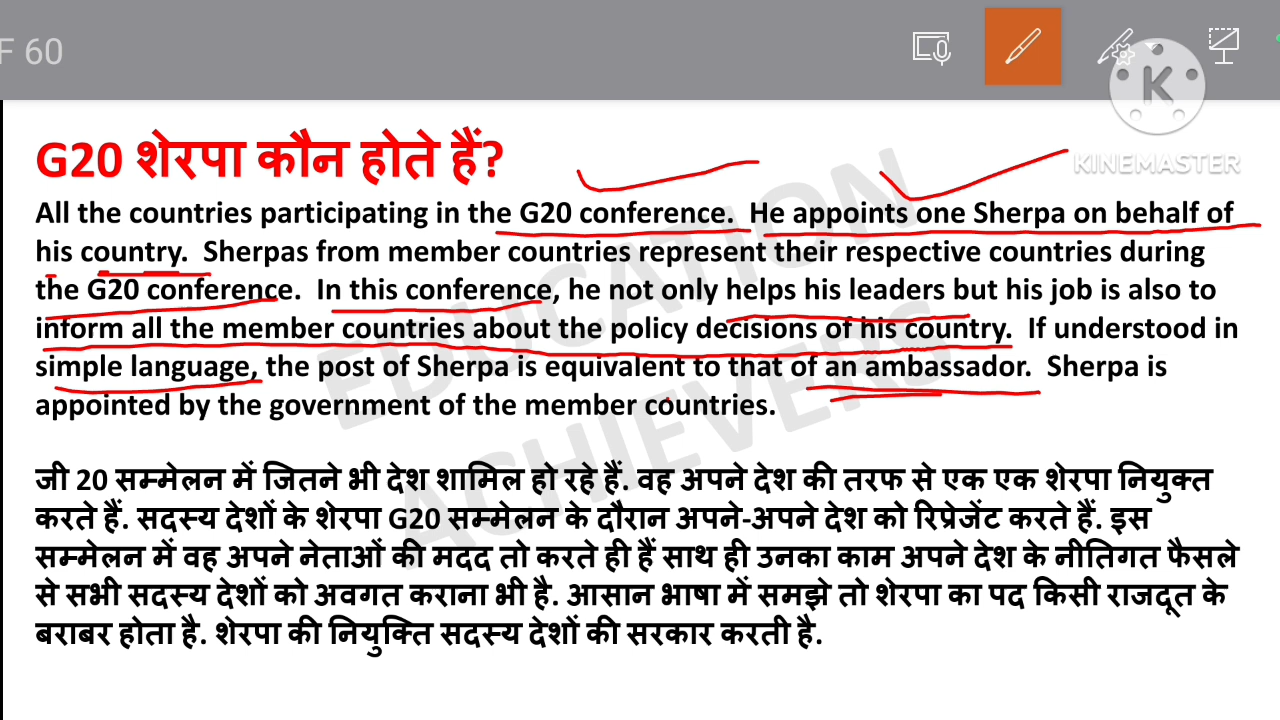 F 60
KINEMASTER
G20 शेरपा कौन होते हैं?
All the countries participating in the G20 conference. He appoints one Sherpa on behalf of
his country. Sherpas from member countries represent their respective countries during
the G20 conference. In this conference, he not only helps his leaders but his job is also to
inform all the member countries about the policy decisions of his country. If understood in
simple language, the post of Sherpa is equivalent to that of an ambassador. Sherpa is
appointed by the government of the member countries.
जी 20 सम्मेलन में जितने भी देश शामिल हो रहे हैं. वह अपने देश की तरफ से एक एक शेरपा नियुक्त
करते हैं. सदस्य देशों के शेरपा G20 सम्मेलन के दौरान अपने-अपने देश को रिप्रेजेंट करते हैं. इस
सम्मेलन में वह अपने नेताओं की मदद तो करते ही हैं साथ ही उनका काम अपने देश के नीतिगत फैसले
से सभी सदस्य देशों को अवगत कराना भी है. आसान भाषा में समझे तो शेरपा का पद किसी राजदूत के
बराबर होता है. शेरपा की नियुक्ति सदस्य देशों की सरकार करती है.
EDUCATION
ACHIEVERS